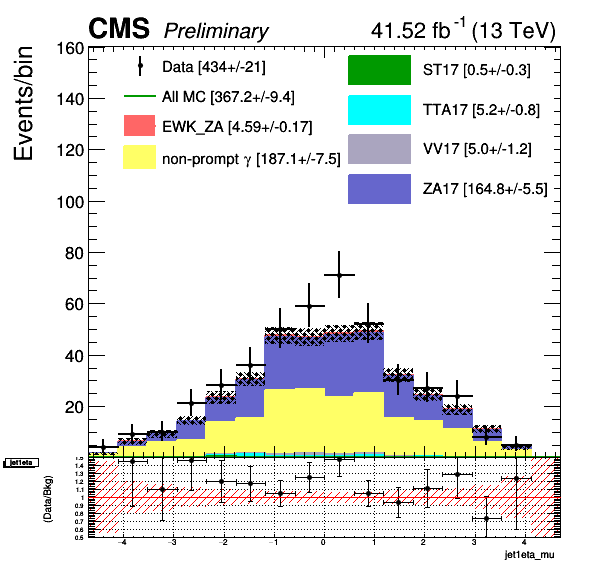 CMS Preliminary 41.52 fb⁻¹ (13 TeV)
Events/bin
160
140
120
100
80
60
40
20
Data [434+/-21]
All MC [367.2+/-9.4]
EWK_ZA [4.59+/-0.17]
non-prompt γ [187.1+/-7.5]
ST17 [0.5+/-0.3]
TTA17 [5.2+/-0.8]
VV17 [5.0+/-1.2]
ZA17 [164.8+/-5.5]
jet1eta
(Data/Bkg)
1.5
1.4
1.3
1.2
1.1
1
0.9
0.8
0.7
0.6
0.5
−4 −3 −2 −1 0 1 2 3 4
jet1eta_mu